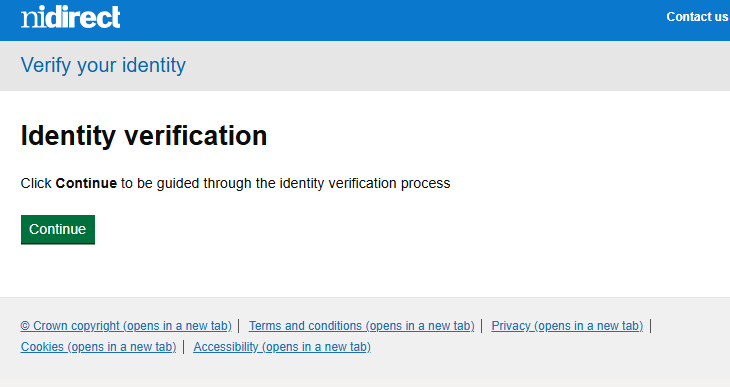 nidirect
Contact us
Verify your identity
Identity verification
Click Continue to be guided through the identity verification process
Continue
© Crown copyright (opens in a new tab) | Terms and conditions (opens in a new tab) | Privacy (opens in a new tab) |
Cookies (opens in a new tab) | Accessibility (opens in a new tab)